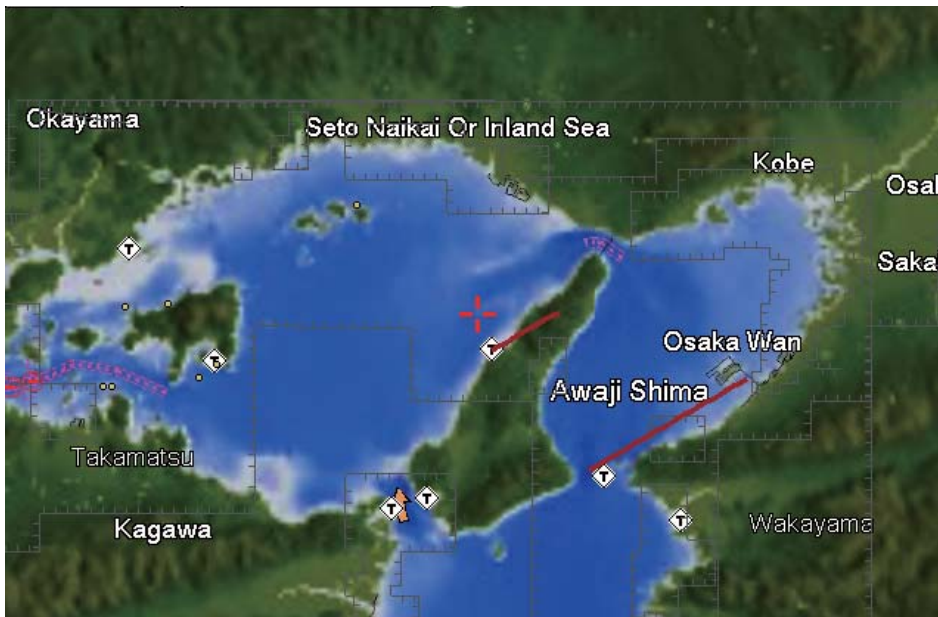 Okayama
Seto Naikai Or Inland Sea
Kobe
Osal
T
Saka
T
Osaka Wan
T
Awaji Shima
Takamatsu
T
T
T
T
Kagawa
Wakayama